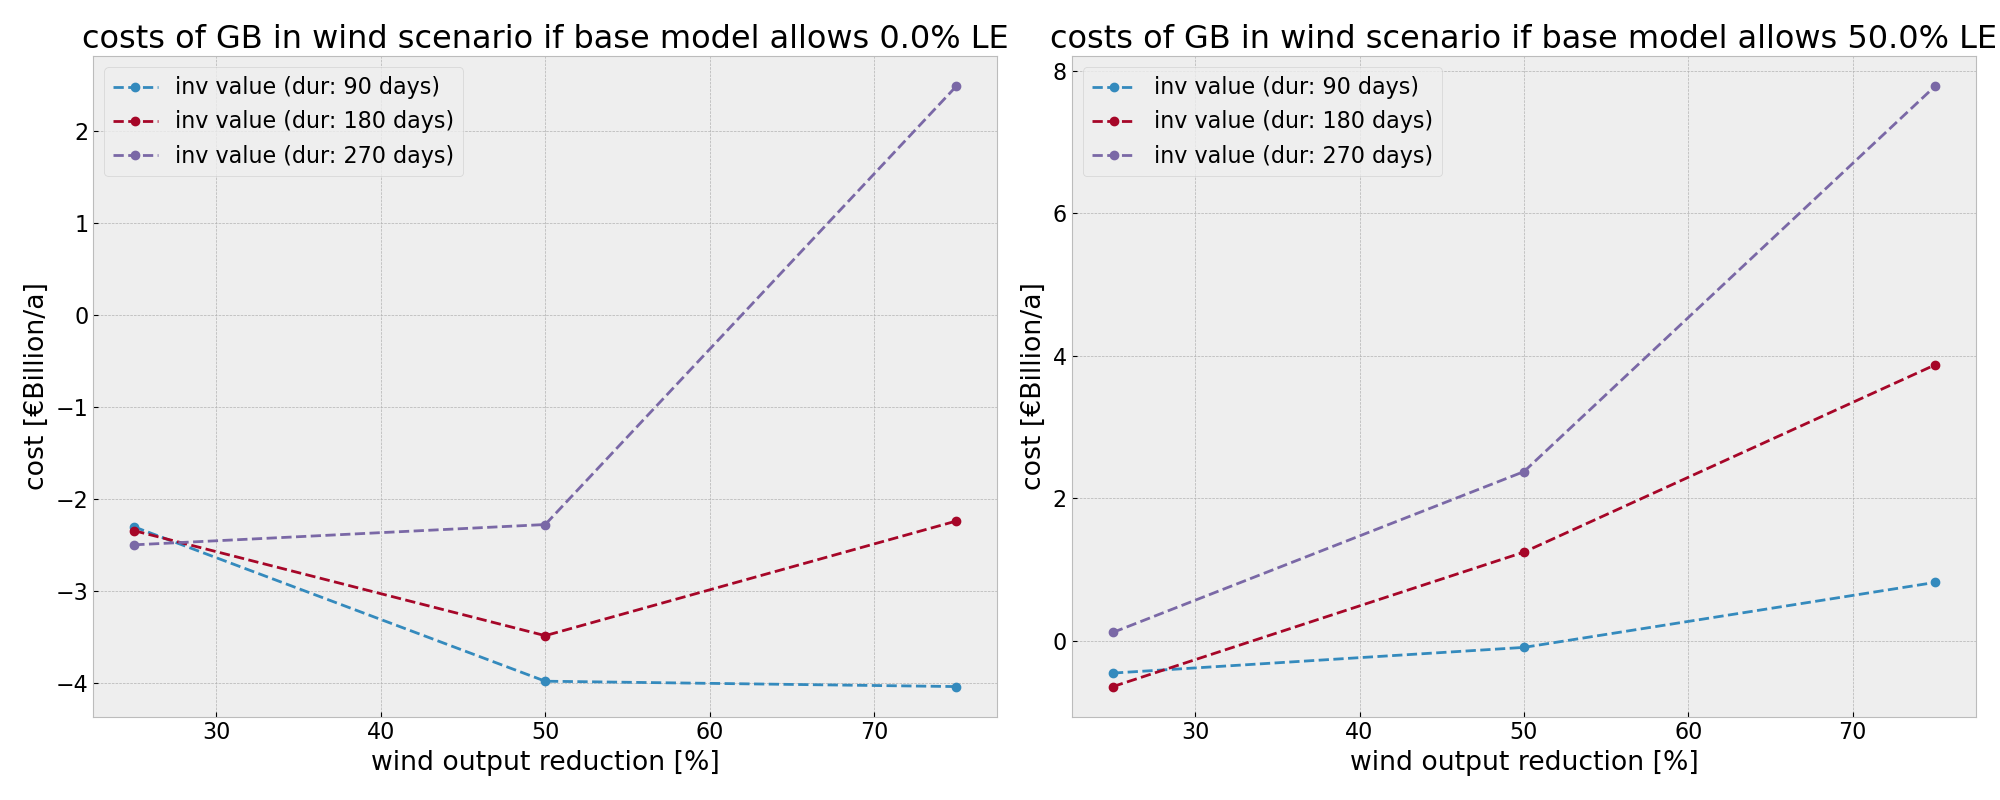 costs of GB in wind scenario if base model allows 0.0% LE
inv value (dur: 90 days)
inv value (dur: 180 days)
inv value (dur: 270 days)
2
1
0
−1
−2
−3
−4
cost [€Billion/a]
30 40 50 60 70
wind output reduction [%]
costs of GB in wind scenario if base model allows 50.0% LE
inv value (dur: 90 days)
inv value (dur: 180 days)
inv value (dur: 270 days)
8
6
4
2
0
cost [€Billion/a]
30 40 50 60 70
wind output reduction [%]